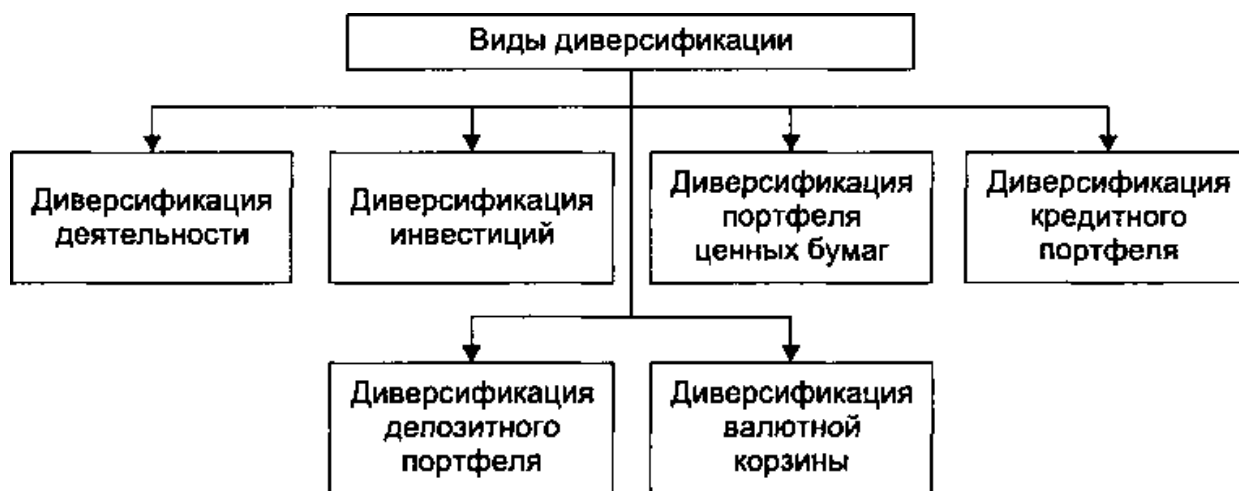 Виды диверсификации
Диверсификация
деятельности
Диверсификация
инвестиций
Диверсификация
портфеля
ценных бумаг
Диверсификация
кредитного
портфеля
Диверсификация
депозитного
портфеля
Диверсификация
валютной
корзины